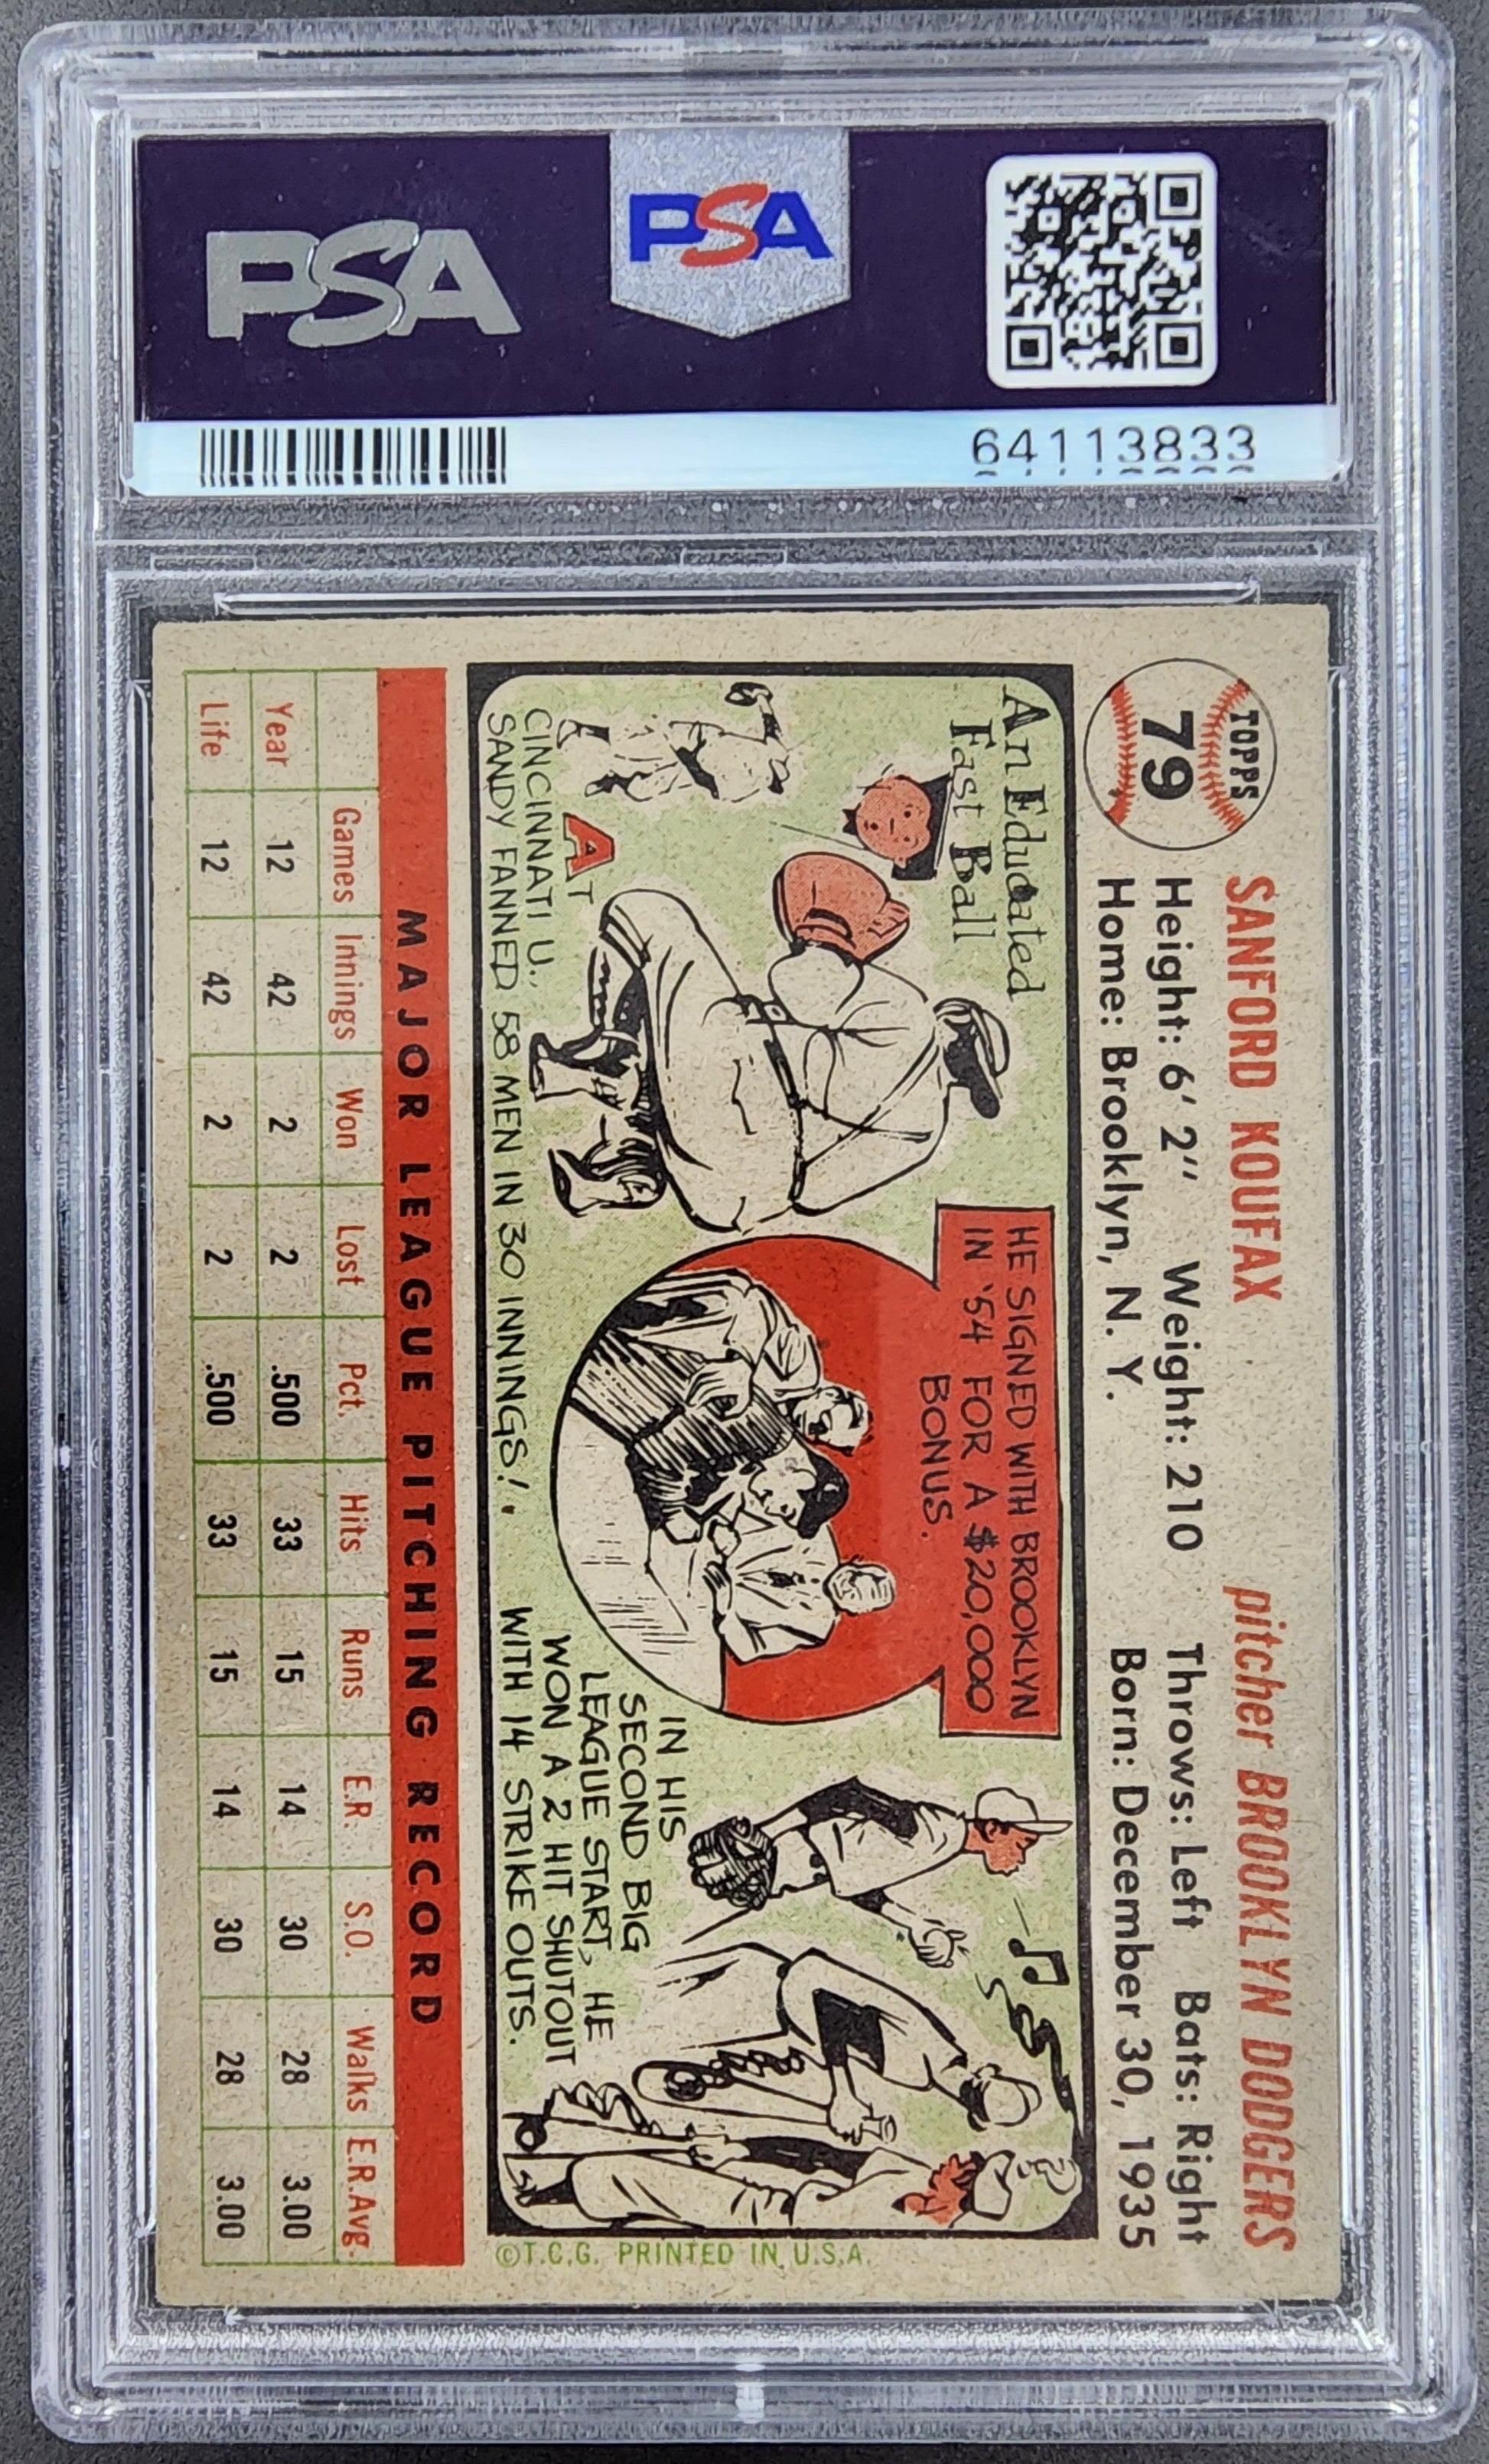 PSA
PSA
64113833
TOPPS
79
SANFORD KOUFAX pitcher BROOKLYN DODGERS
Height: 6' 2" Weight: 210 Throws: Left Bats: Right
Home: Brooklyn, N. Y. Born: December 30, 1935
An Educated
Fast Ball
AT
CINCINNATI U.,
SANDY FANNED 58 MEN IN 30 INNINGS!
HE SIGNED WITH BROOKLYN
IN '54 FOR A $20,000
BONUS.
IN HIS
SECOND BIG
LEAGUE START, HE
WON A 2 HIT SHUTOUT
WITH 14 STRIKE OUTS.
MAJOR LEAGUE PITCHING RECORD
Games Innings Won Lost Pct. Hits Runs E.R. S.O. Walks E.R.Avg.
Year 12 42 2 2 .500 33 15 14 30 28 3.00
Life 12 42 2 2 .500 33 15 14 30 28 3.00
©T.C.G. PRINTED IN U.S.A.